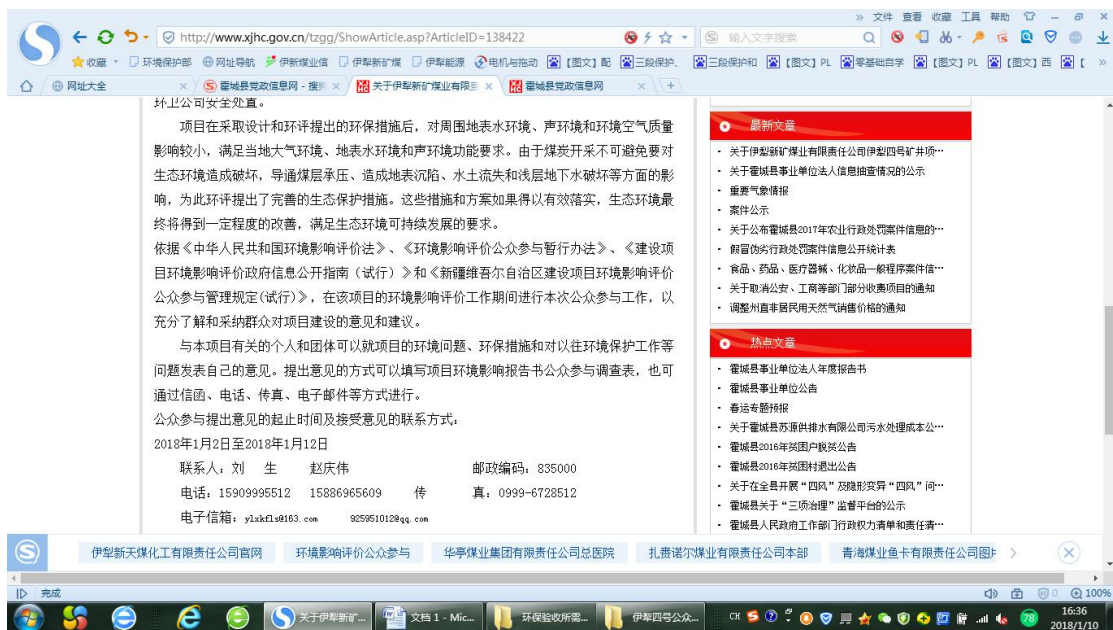 » 文件 查看 收藏 工具 帮助
http://www.xjhc.gov.cn/tzgg/ShowArticle.asp?ArticleID=138422
输入文字搜索
收藏 环境保护部 网址导航 伊新煤业信 伊犁新矿煤 伊犁能源 电机与拖动 【图文】配 三段保护、 三段保护和 【图文】PL 零基础自学 【图文】PL 【图文】西 【 »
网址大全 霍城县党政信息网 - 搜 关于伊犁新矿煤业有限责 霍城县党政信息网
环卫公司安全处置。
项目在采取设计和环评提出的环保措施后，对周围地表水环境、声环境和环境空气质量
影响较小，满足当地大气环境、地表水环境和声环境功能要求。由于煤炭开采不可避免要对
生态环境造成破坏，导通煤层承压、造成地表沉陷、水土流失和浅层地下水破坏等方面的影
响，为此环评提出了完善的生态保护措施。这些措施和方案如果得以有效落实，生态环境最
终将得到一定程度的改善，满足生态环境可持续发展的要求。
依据《中华人民共和国环境影响评价法》、《环境影响评价公众参与暂行办法》、《建设项
目环境影响评价政府信息公开指南（试行）》和《新疆维吾尔自治区建设项目环境影响评价
公众参与管理规定(试行)》，在该项目的环境影响评价工作期间进行本次公众参与工作，以
充分了解和采纳群众对项目建设的意见和建议。
与本项目有关的个人和团体可以就项目的环境问题、环保措施和对以往环境保护工作等
问题发表自己的意见。提出意见的方式可以填写项目环境影响报告书公众参与调查表，也可
通过信函、电话、传真、电子邮件等方式进行。
公众参与提出意见的起止时间及接受意见的联系方式：
2018年1月2日至2018年1月12日
联系人：刘 生 赵庆伟 邮政编码：835000
电话：15909995512 15886965609 传 真：0999-6728512
电子信箱：ylxkfls@163.com 925951012@qq.com
最新文章
· 关于伊犁新矿煤业有限责任公司伊犁四号矿井项…
· 关于霍城县事业单位法人信息抽查情况的公示
· 重要气象情报
· 案件公示
· 关于公布霍城县2017年农业行政处罚案件信息的…
· 假冒伪劣行政处罚案件信息公开统计表
· 食品、药品、医疗器械、化妆品一般程序案件信…
· 关于取消公安、工商等部门部分收费项目的通知
· 调整州直非居民用天然气销售价格的通知
热点文章
· 霍城县事业单位法人年度报告书
· 霍城县事业单位公告
· 春运专题预报
· 关于霍城县苏源供排水有限公司污水处理成本公…
· 霍城县2016年贫困户脱贫公告
· 霍城县2016年贫困村退出公告
· 关于在全县开展“四风”及隐形变异“四风”问…
· 霍城县关于“三项治理”监督平台的公示
· 霍城县人民政府工作部门行政权力清单和责任清…
伊犁新天煤化工有限责任公司官网 环境影响评价公众参与 华亭煤业集团有限责任公司总医院 扎赉诺尔煤业有限责任公司本部 青海煤业鱼卡有限责任公司图片
完成 0 100%
关于伊犁新矿... 文档 1 - Mic... 环保验收所需... 伊犁四号公众... CH 78 16:36
2018/1/10